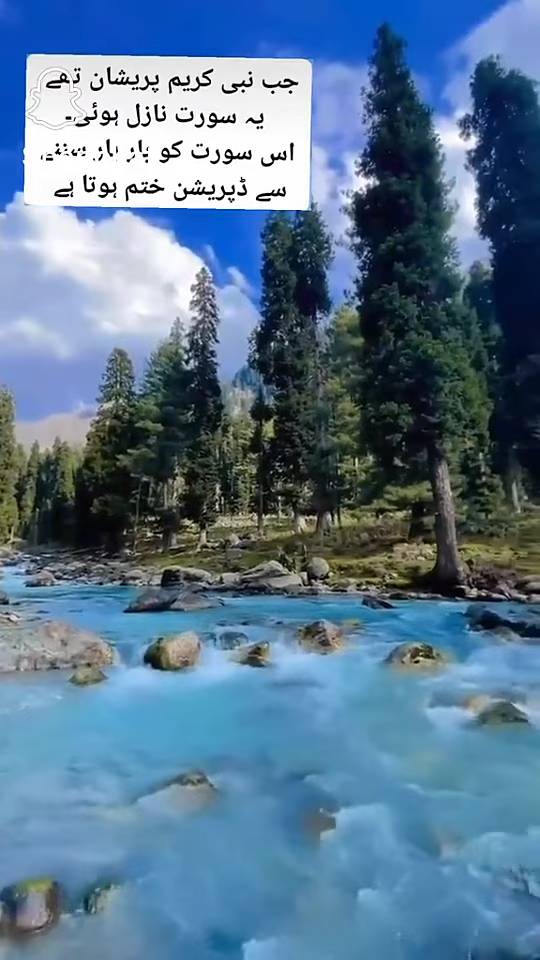 جب نبی کریم پریشان تھے
یہ سورت نازل ہوئی۔
اس سورت کو بار بار سننے
سے ڈپریشن ختم ہوتا ہے